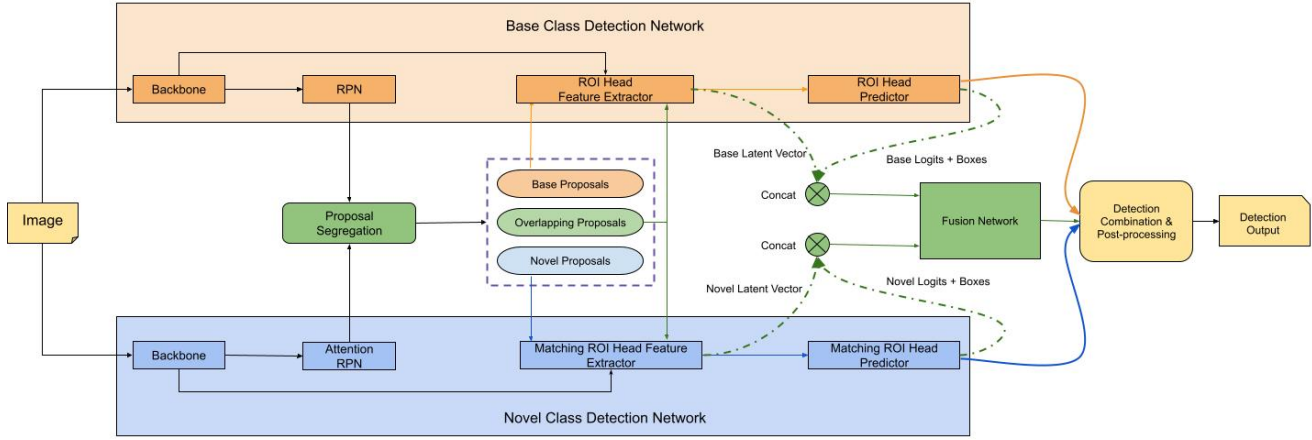 Base Class Detection Network
Backbone
RPN
ROI Head
Feature Extractor
ROI Head
Predictor
Base Latent Vector
Base Logits + Boxes
Base Proposals
Concat
Image
Proposal
Segregation
Overlapping Proposals
Fusion Network
Detection
Combination &
Post-processing
Detection
Output
Concat
Novel Proposals
Novel Latent Vector
Novel Logits + Boxes
Backbone
Attention
RPN
Matching ROI Head Feature
Extractor
Matching ROI Head
Predictor
Novel Class Detection Network